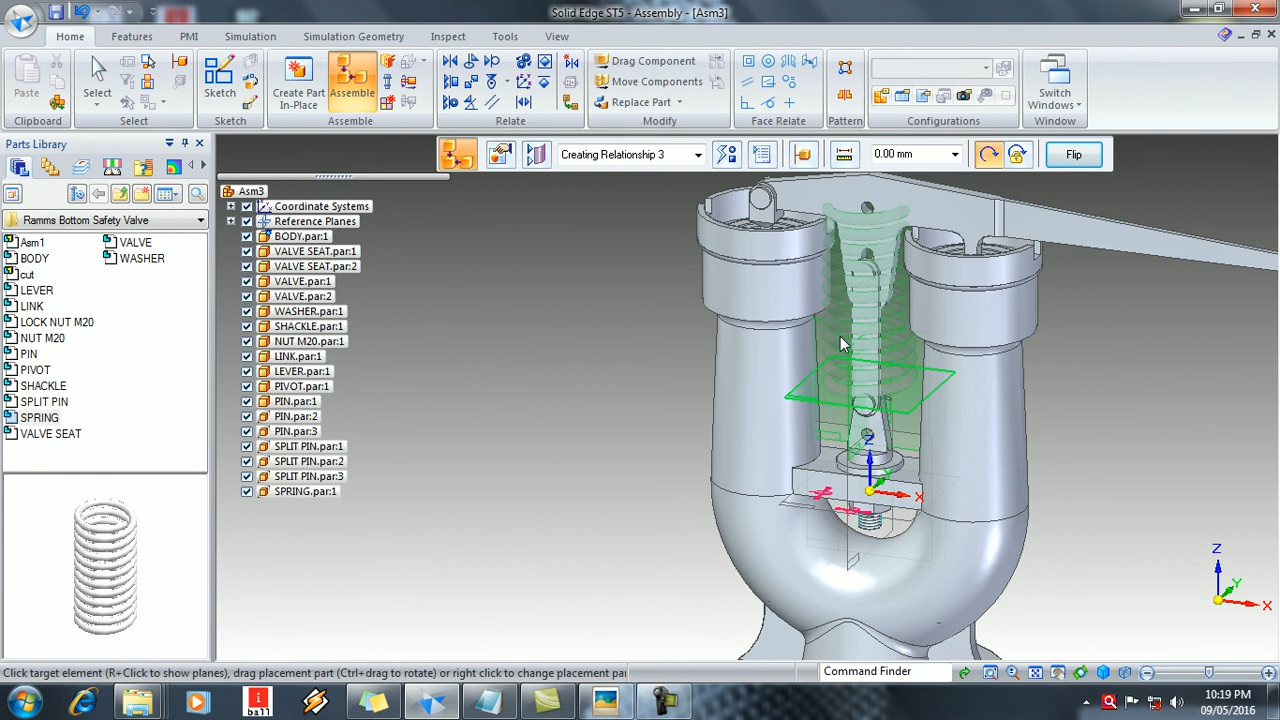 Solid Edge ST5 - Assembly - [Asm3]
Home Features PMI Simulation Simulation Geometry Inspect Tools View
Paste
Clipboard
Select
Select
Sketch
Sketch
Create Part In-Place
Assemble
Assemble
Relate
Drag Component
Move Components
Replace Part
Modify
Face Relate
Pattern
Configurations
Switch Windows
Window
Parts Library
Creating Relationship 3
0.00 mm
Flip
Ramms Bottom Safety Valve
Asm1
BODY
cut
LEVER
LINK
LOCK NUT M20
NUT M20
PIN
PIVOT
SHACKLE
SPLIT PIN
SPRING
VALVE SEAT
VALVE
WASHER
Asm3
Coordinate Systems
Reference Planes
BODY.par:1
VALVE SEAT.par:1
VALVE SEAT.par:2
VALVE.par:1
VALVE.par:2
WASHER.par:1
SHACKLE.par:1
NUT M20.par:1
LINK.par:1
LEVER.par:1
PIVOT.par:1
PIN.par:1
PIN.par:2
PIN.par:3
SPLIT PIN.par:1
SPLIT PIN.par:2
SPLIT PIN.par:3
SPRING.par:1
Z
Y
X
Z
Y
X
Click target element (R+Click to show planes), drag placement part (Ctrl+drag to rotate) or right click to change placement par
Command Finder
i
ball
10:19 PM
09/05/2016